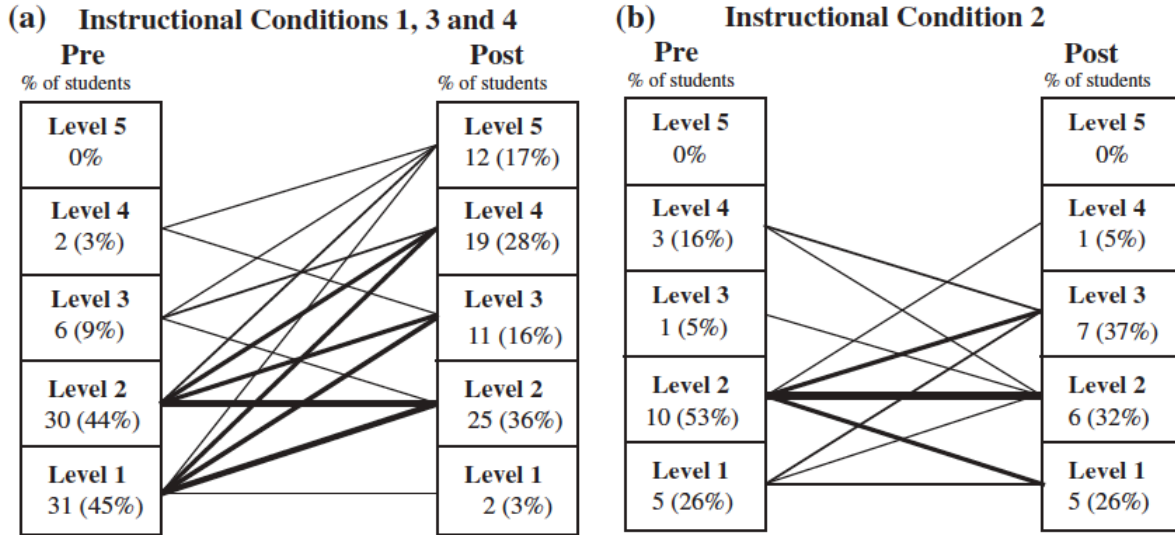 (a) Instructional Conditions 1, 3 and 4
Pre
% of students
Level 5
0%
Level 4
2 (3%)
Level 3
6 (9%)
Level 2
30 (44%)
Level 1
31 (45%)
Post
% of students
Level 5
12 (17%)
Level 4
19 (28%)
Level 3
11 (16%)
Level 2
25 (36%)
Level 1
2 (3%)
(b) Instructional Condition 2
Pre
% of students
Level 5
0%
Level 4
3 (16%)
Level 3
1 (5%)
Level 2
10 (53%)
Level 1
5 (26%)
Post
% of students
Level 5
0%
Level 4
1 (5%)
Level 3
7 (37%)
Level 2
6 (32%)
Level 1
5 (26%)